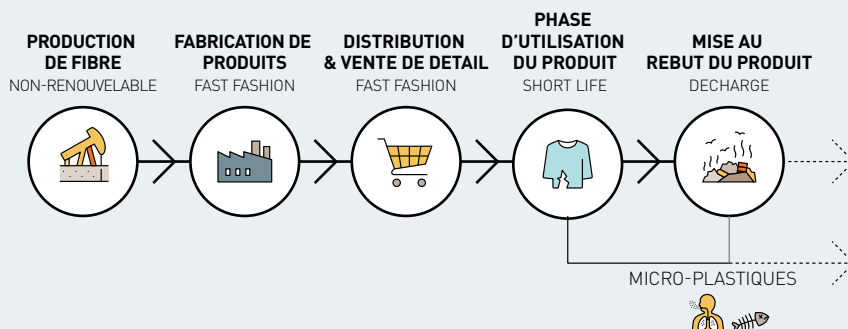 PRODUCTION
DE FIBRE
NON-RENOUVELABLE
FABRICATION DE
PRODUITS
FAST FASHION
DISTRIBUTION
& VENTE DE DETAIL
FAST FASHION
PHASE
D'UTILISATION
DU PRODUIT
SHORT LIFE
MISE AU
REBUT DU PRODUIT
DECHARGE
MICRO-PLASTIQUES